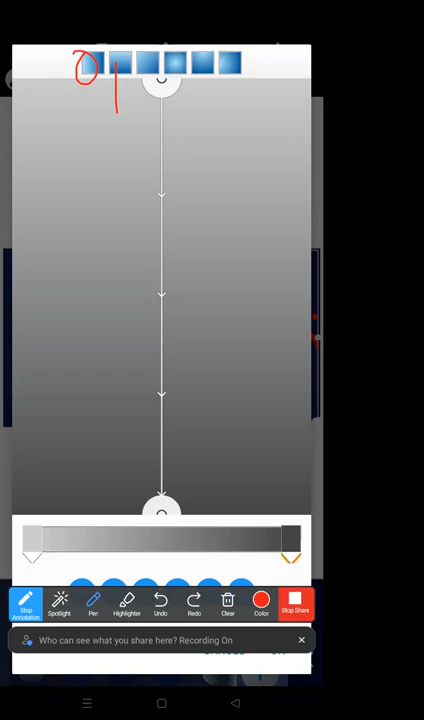 Stop Annotation
Spotlight
Pen
Highlighter
Undo
Redo
Clear
Color
Stop Share
Who can see what you share here? Recording On